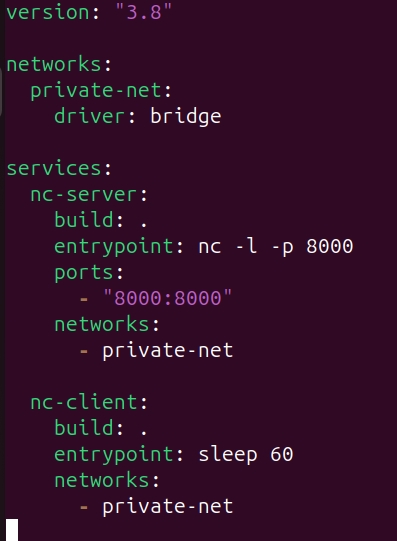 version: "3.8"

networks:
  private-net:
    driver: bridge

services:
  nc-server:
    build: .
    entrypoint: nc -l -p 8000
    ports:
      - "8000:8000"
    networks:
      - private-net

  nc-client:
    build: .
    entrypoint: sleep 60
    networks:
      - private-net